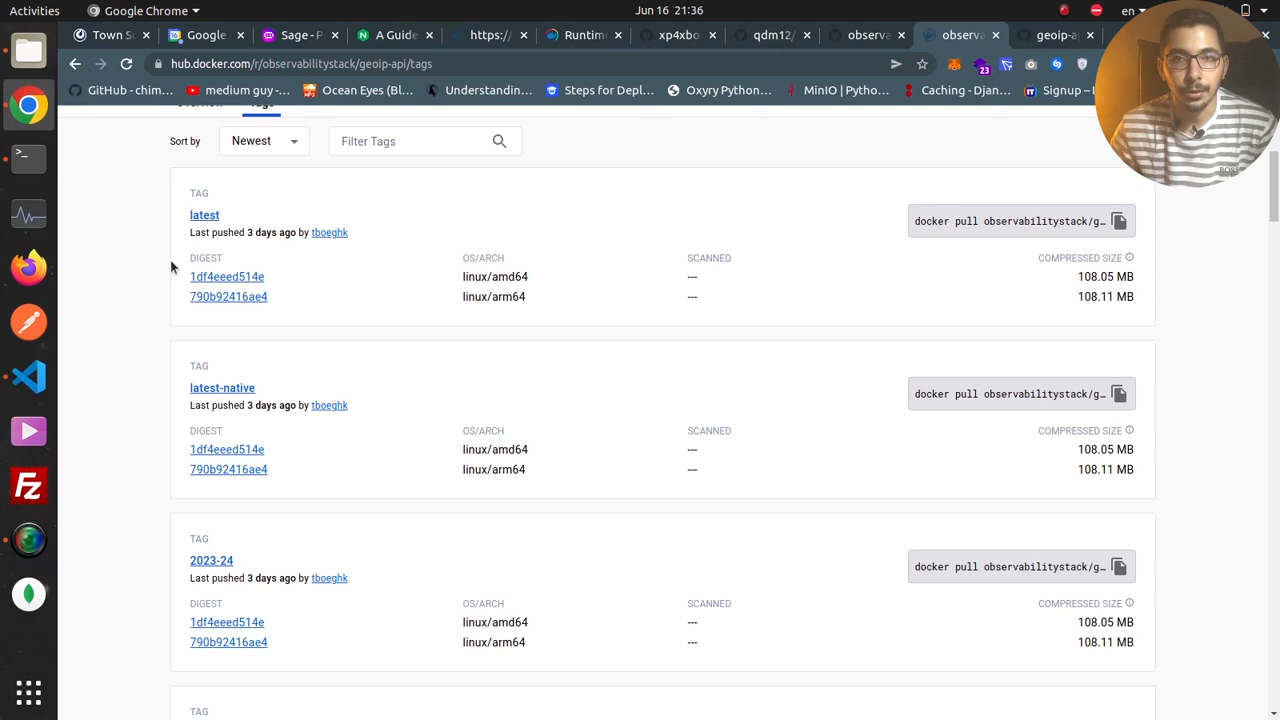 Activities
Google Chrome
Jun 16 21:36
en
Town S
Google
Sage - P
A Guide
https://
Runtim
xp4xbo
qdm12/
observa
observa
geoip-a
hub.docker.com/r/observabilitystack/geoip-api/tags
23
GitHub - chim...
medium guy -...
Ocean Eyes (Bl...
Understandin...
Steps for Depl...
Oxyry Python...
MinIO | Pytho...
Caching - Djan...
Signup –
Tags
Sort by
Newest
Filter Tags
TAG
latest
Last pushed 3 days ago by tboeghk
docker pull observabilitystack/g…
DIGEST
OS/ARCH
SCANNED
COMPRESSED SIZE
1df4eeed514e
linux/amd64
---
108.05 MB
790b92416ae4
linux/arm64
---
108.11 MB
TAG
latest-native
Last pushed 3 days ago by tboeghk
docker pull observabilitystack/g…
DIGEST
OS/ARCH
SCANNED
COMPRESSED SIZE
1df4eeed514e
linux/amd64
---
108.05 MB
790b92416ae4
linux/arm64
---
108.11 MB
TAG
2023-24
Last pushed 3 days ago by tboeghk
docker pull observabilitystack/g…
DIGEST
OS/ARCH
SCANNED
COMPRESSED SIZE
1df4eeed514e
linux/amd64
---
108.05 MB
790b92416ae4
linux/arm64
---
108.11 MB
TAG
BOSS